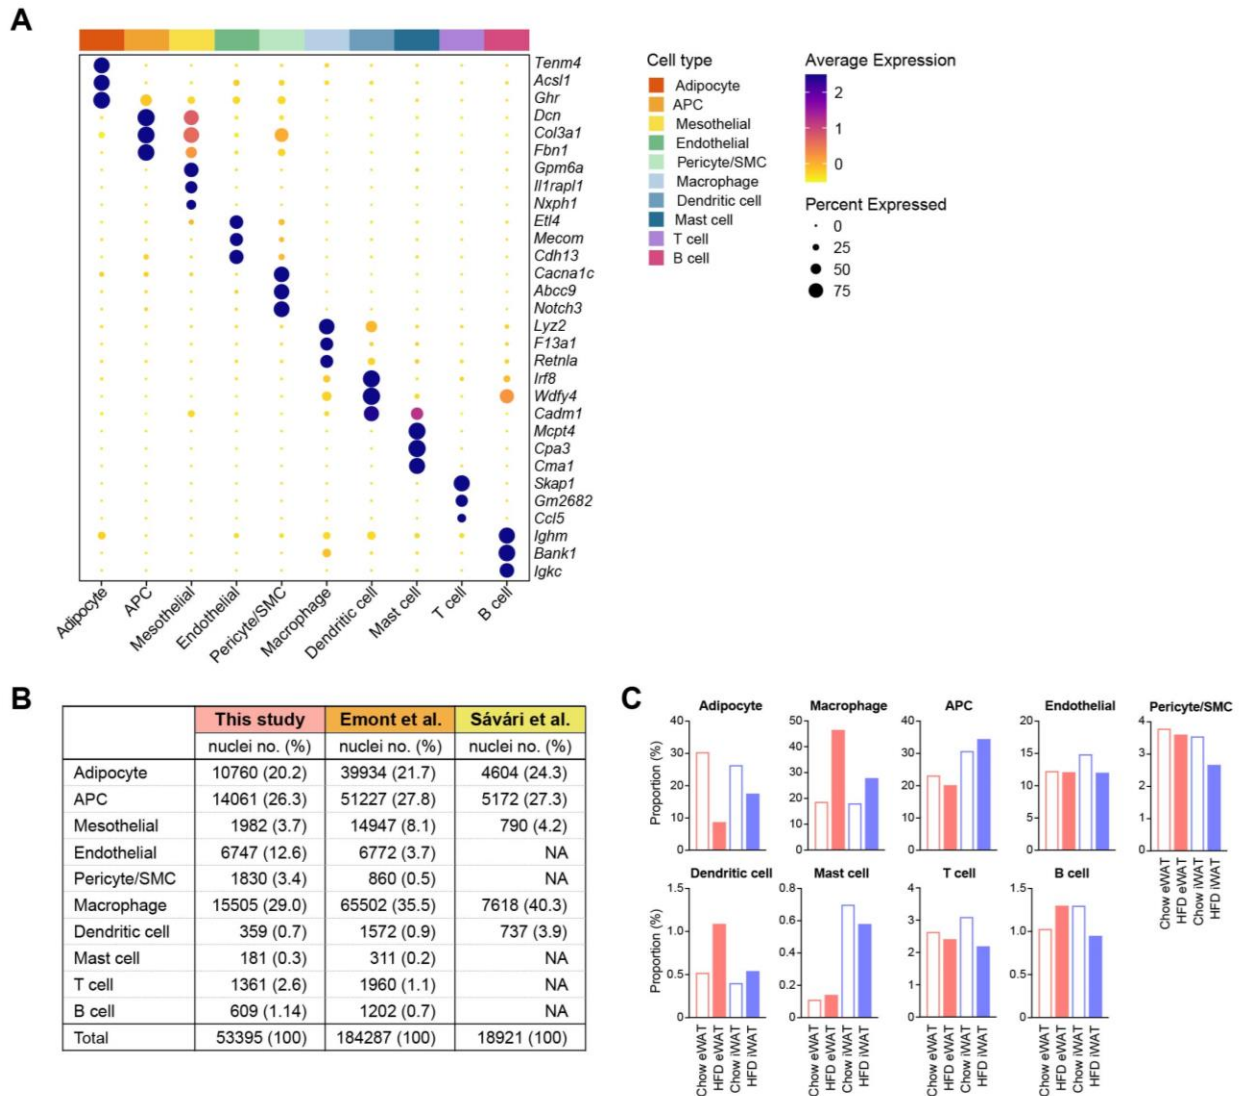 A
Tenm4
Acsl1
Ghr
Dcn
Col3a1
Fbn1
Gpm6a
Il1rapl1
Nxph1
Etl4
Mecom
Cdh13
Cacna1c
Abcc9
Notch3
Lyz2
F13a1
Retnla
Irf8
Wdfy4
Cadm1
Mcpt4
Cpa3
Cma1
Skap1
Gm2682
Ccl5
Ighm
Bank1
Igkc
Adipocyte
APC
Mesothelial
Endothelial
Pericyte/SMC
Macrophage
Dendritic cell
Mast cell
T cell
B cell
Cell type
Adipocyte
APC
Mesothelial
Endothelial
Pericyte/SMC
Macrophage
Dendritic cell
Mast cell
T cell
B cell
Average Expression
2
1
0
Percent Expressed
0
25
50
75
B
This study Emont et al. Sávári et al.
nuclei no. (%) nuclei no. (%) nuclei no. (%)
Adipocyte 10760 (20.2) 39934 (21.7) 4604 (24.3)
APC 14061 (26.3) 51227 (27.8) 5172 (27.3)
Mesothelial 1982 (3.7) 14947 (8.1) 790 (4.2)
Endothelial 6747 (12.6) 6772 (3.7) NA
Pericyte/SMC 1830 (3.4) 860 (0.5) NA
Macrophage 15505 (29.0) 65502 (35.5) 7618 (40.3)
Dendritic cell 359 (0.7) 1572 (0.9) 737 (3.9)
Mast cell 181 (0.3) 311 (0.2) NA
T cell 1361 (2.6) 1960 (1.1) NA
B cell 609 (1.14) 1202 (0.7) NA
Total 53395 (100) 184287 (100) 18921 (100)
C
Adipocyte
Proportion (%)
40
30
20
10
0
Macrophage
50
40
30
20
10
0
APC
40
30
20
10
0
Endothelial
20
15
10
5
0
Pericyte/SMC
4
3
2
1
0
Chow eWAT
HFD eWAT
Chow iWAT
HFD iWAT
Dendritic cell
Proportion (%)
1.5
1.0
0.5
0
Chow eWAT
HFD eWAT
Chow iWAT
HFD iWAT
Mast cell
0.8
0.6
0.4
0.2
0
Chow eWAT
HFD eWAT
Chow iWAT
HFD iWAT
T cell
4
3
2
1
0
Chow eWAT
HFD eWAT
Chow iWAT
HFD iWAT
B cell
1.5
1.0
0.5
0
Chow eWAT
HFD eWAT
Chow iWAT
HFD iWAT